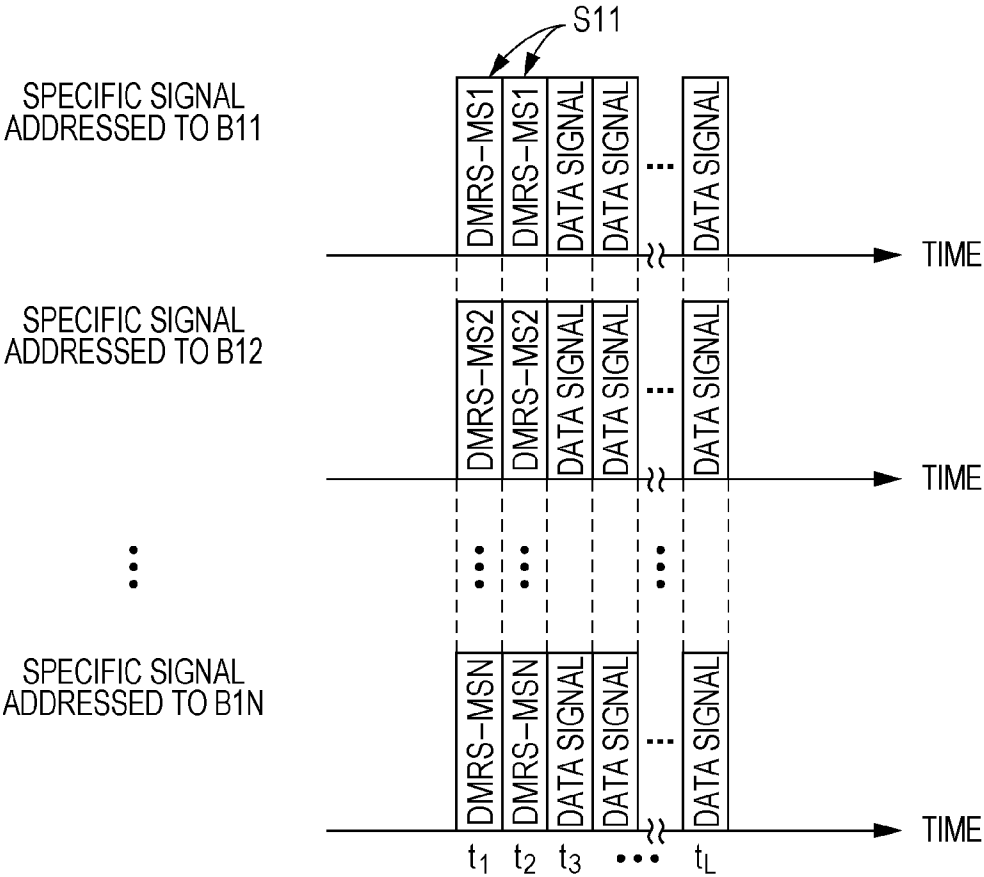 S11
SPECIFIC SIGNAL
ADDRESSED TO B11
DMRS-MS1
DMRS-MS1
DATA SIGNAL
DATA SIGNAL
...
DATA SIGNAL
TIME
SPECIFIC SIGNAL
ADDRESSED TO B12
DMRS-MS2
DMRS-MS2
DATA SIGNAL
DATA SIGNAL
...
DATA SIGNAL
TIME
SPECIFIC SIGNAL
ADDRESSED TO B1N
DMRS-MSN
DMRS-MSN
DATA SIGNAL
DATA SIGNAL
...
DATA SIGNAL
TIME
t1 t2 t3 ... tL